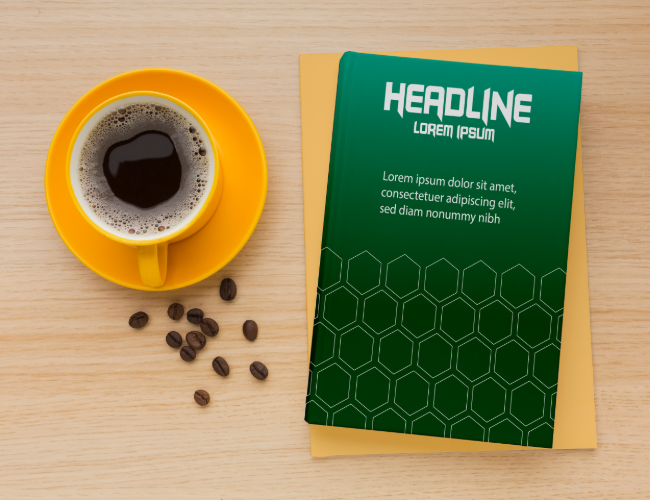 HEADLINE
LOREM IPSUM
Lorem ipsum dolor sit amet,
consectetuer adipiscing elit,
sed diam nonummy nibh